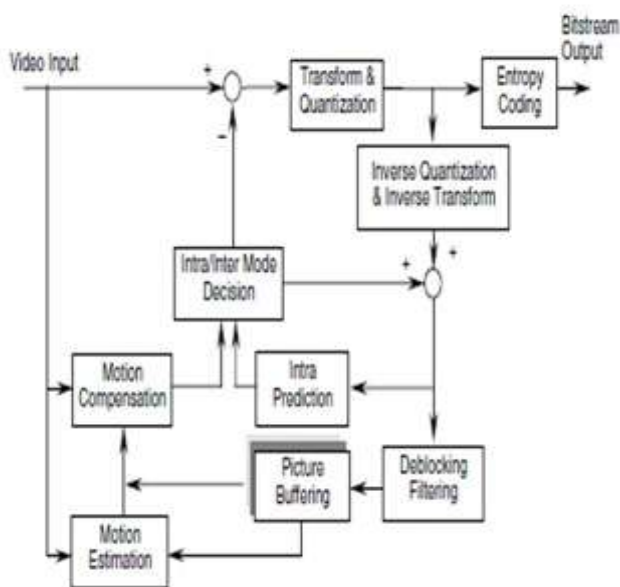 Bitstream
Output
Video Input
+
Transform &
Quantization
Entropy
Coding
−
Inverse Quantization
& Inverse Transform
+
+
Intra/Inter Mode
Decision
Motion
Compensation
Intra
Prediction
Picture
Buffering
Deblocking
Filtering
Motion
Estimation